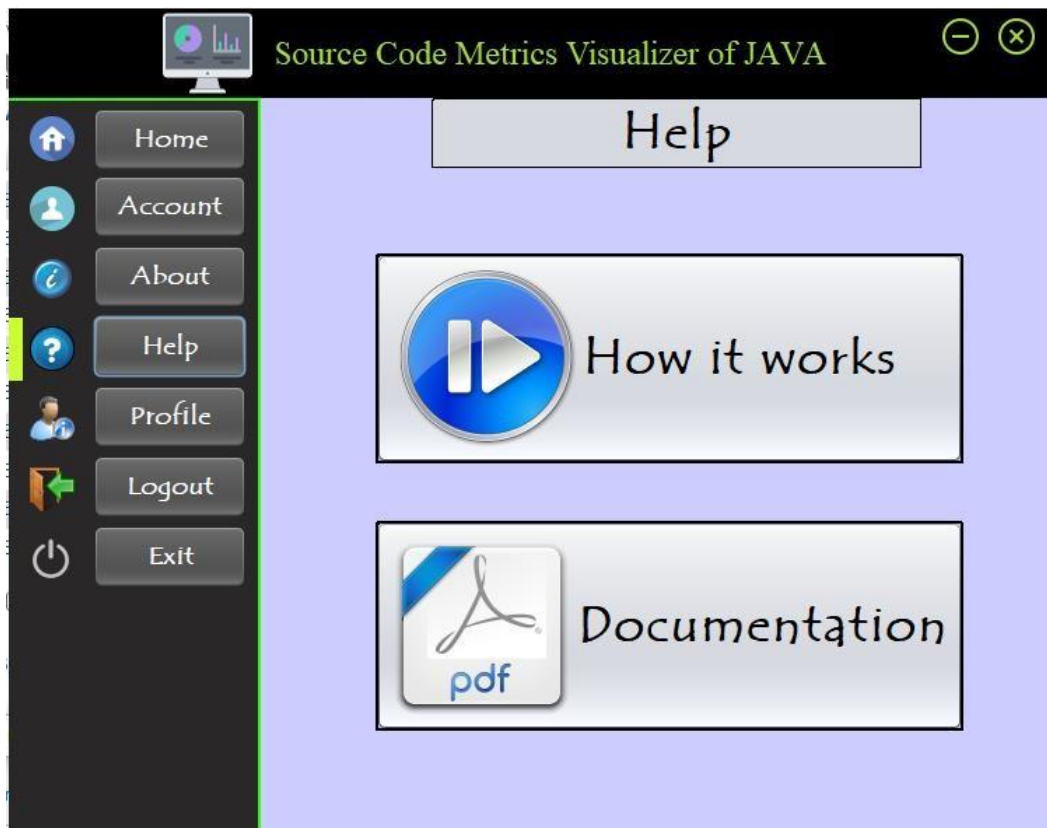 Source Code Metrics Visualizer of JAVA
Home
Account
About
Help
Profile
Logout
Exit
Help
How it works
pdf
Documentation